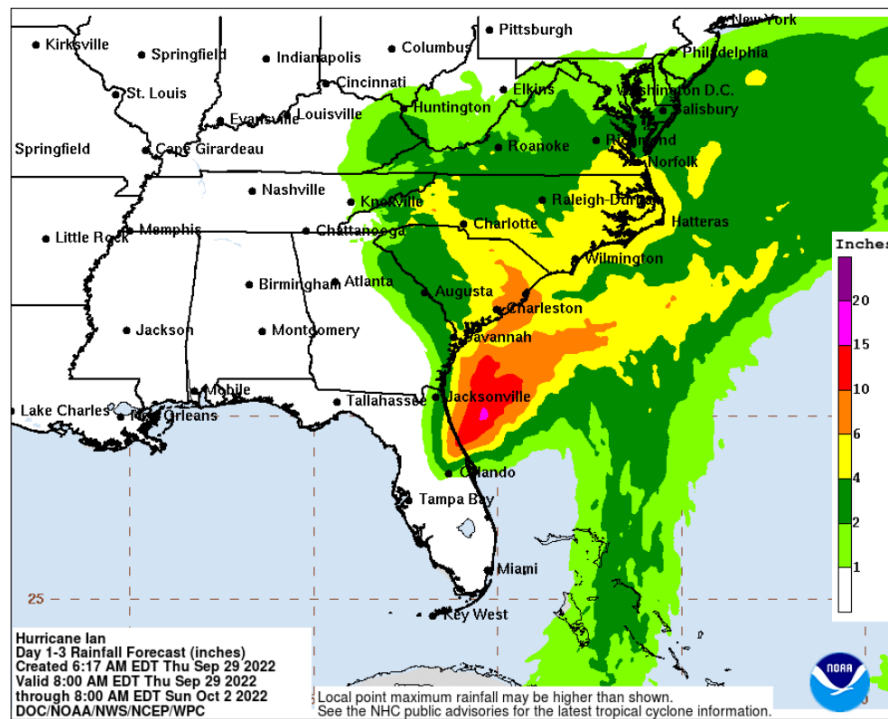 New York
Pittsburgh
Kirksville
Columbus
Springfield
Indianapolis
Philadelphia
Cincinnati
Elkins
Washington D.C.
St. Louis
Huntington
Salisbury
Louisville
Evansville
Richmond
Springfield
Cape Girardeau
Roanoke
Norfolk
Nashville
Knoxville
Raleigh-Durham
Charlotte
Hatteras
Memphis
Chattanooga
Little Rock
Wilmington
Inches
Birmingham
Atlanta
Augusta
Charleston
20
Jackson
Montgomery
Savannah
15
Mobile
10
Tallahassee
Jacksonville
Lake Charles
New Orleans
6
4
Orlando
Tampa Bay
2
1
Miami
25
Key West
Hurricane Ian
Day 1-3 Rainfall Forecast (inches)
Created 6:17 AM EDT Thu Sep 29 2022
Valid 8:00 AM EDT Thu Sep 29 2022
through 8:00 AM EDT Sun Oct 2 2022
DOC/NOAA/NWS/NCEP/WPC
Local point maximum rainfall may be higher than shown.
See the NHC public advisories for the latest tropical cyclone information.
NOAA